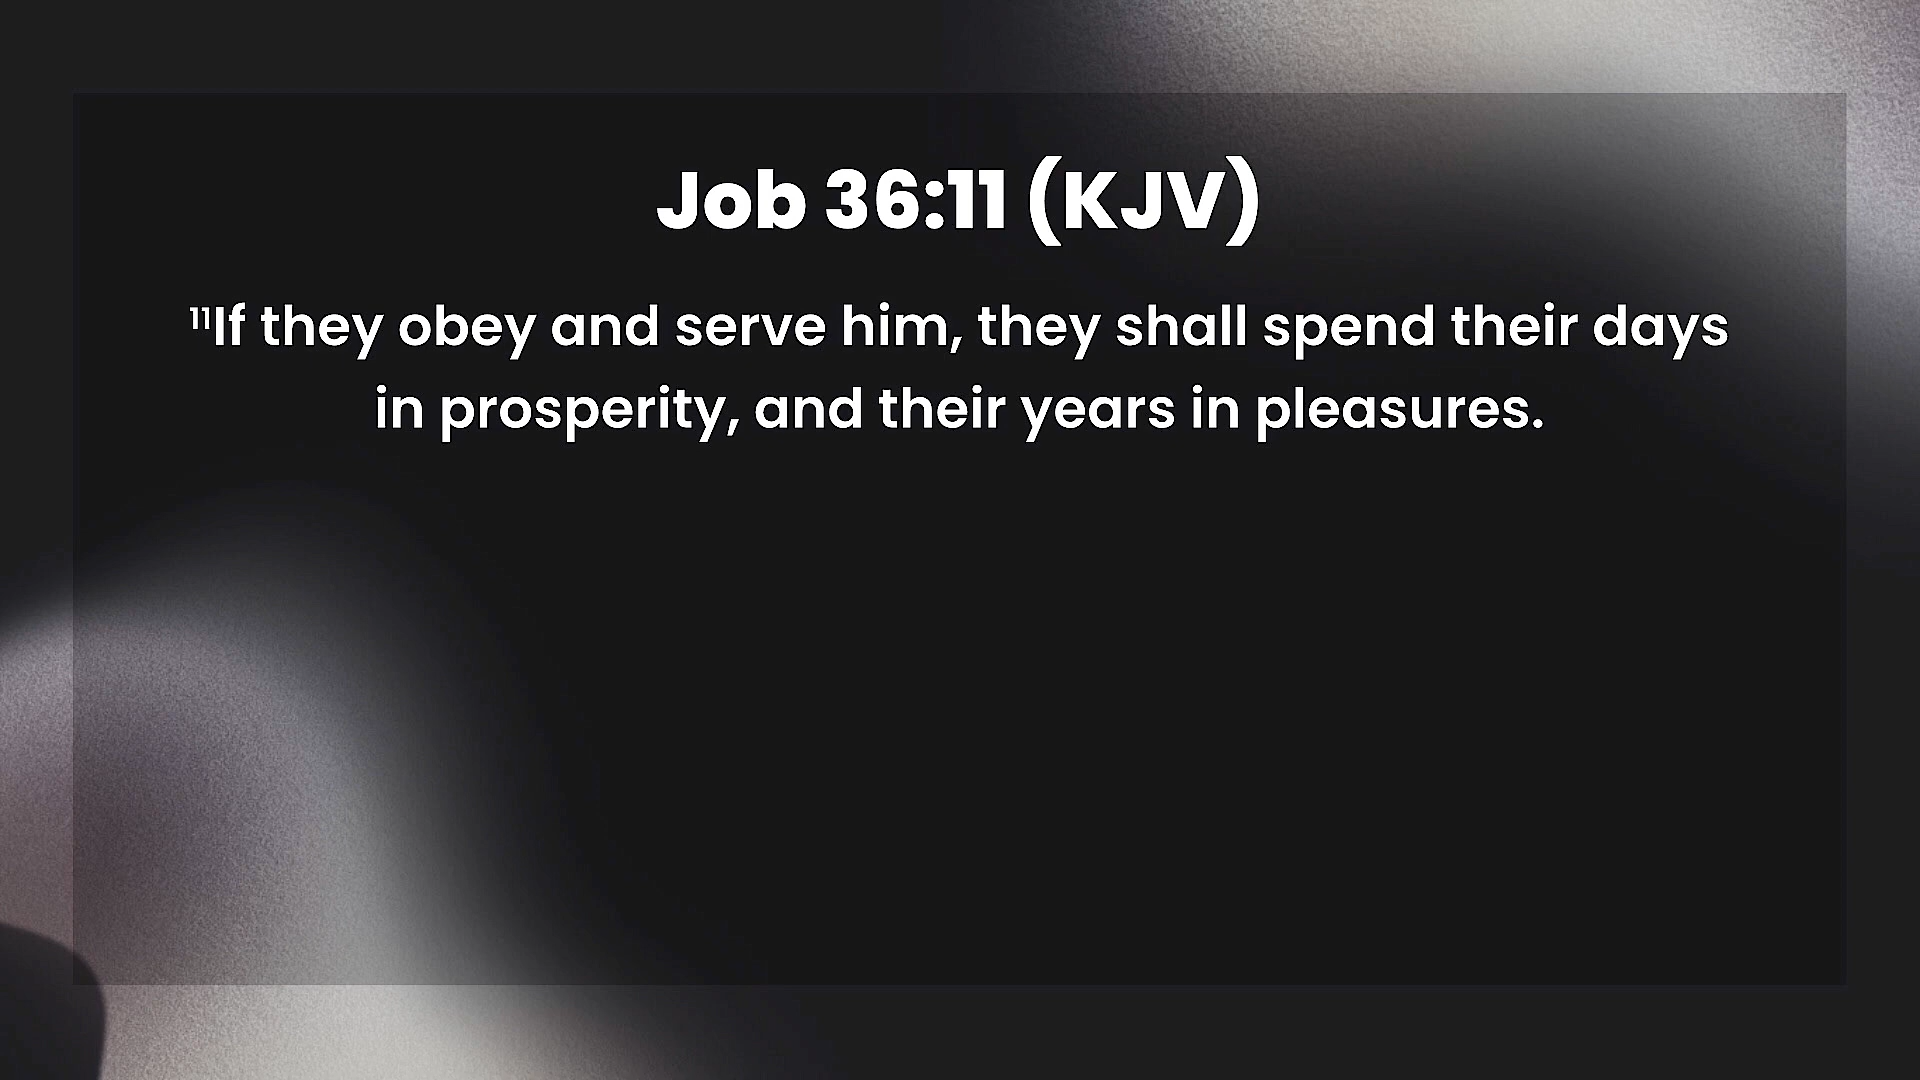 Job 36:11 (KJV)
¹¹If they obey and serve him, they shall spend their days
in prosperity, and their years in pleasures.